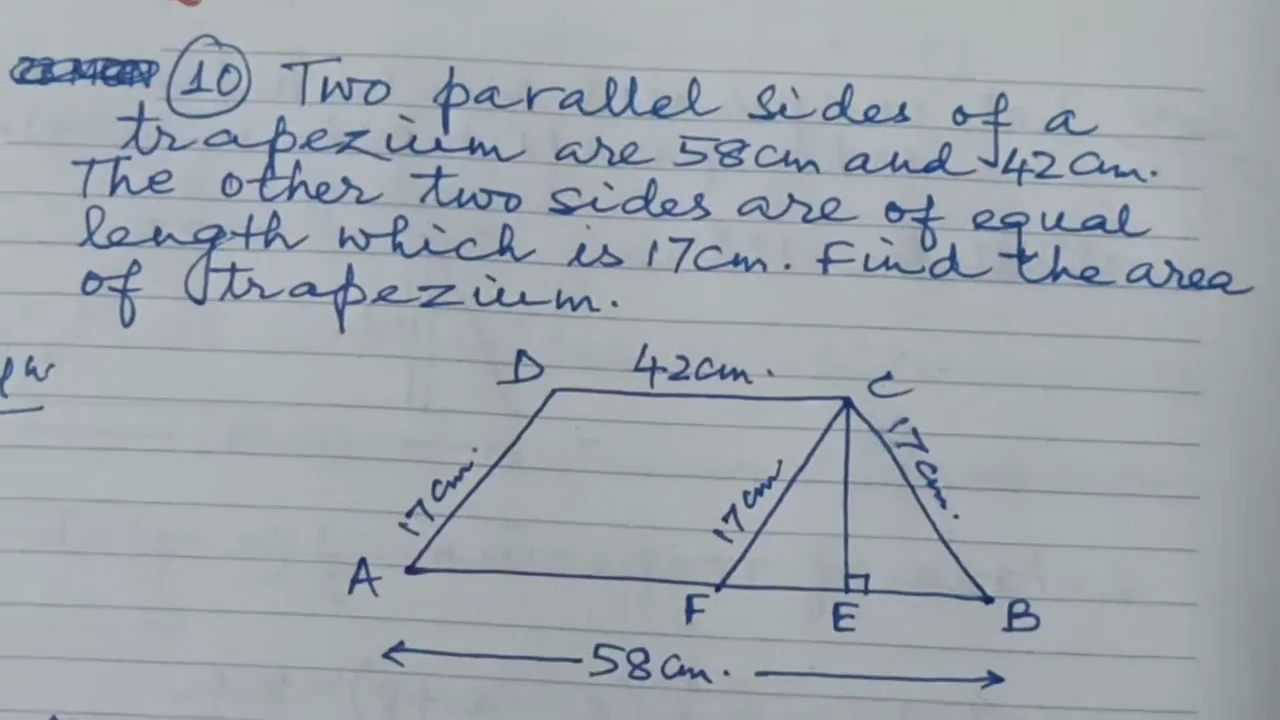 (10) Two parallel sides of a
trapezium are 58cm and 42cm.
The other two sides are of equal
length which is 17cm. Find the area
of trapezium.
D 42cm. C
17cm.
17cm
17cm.
A F E B
58cm.